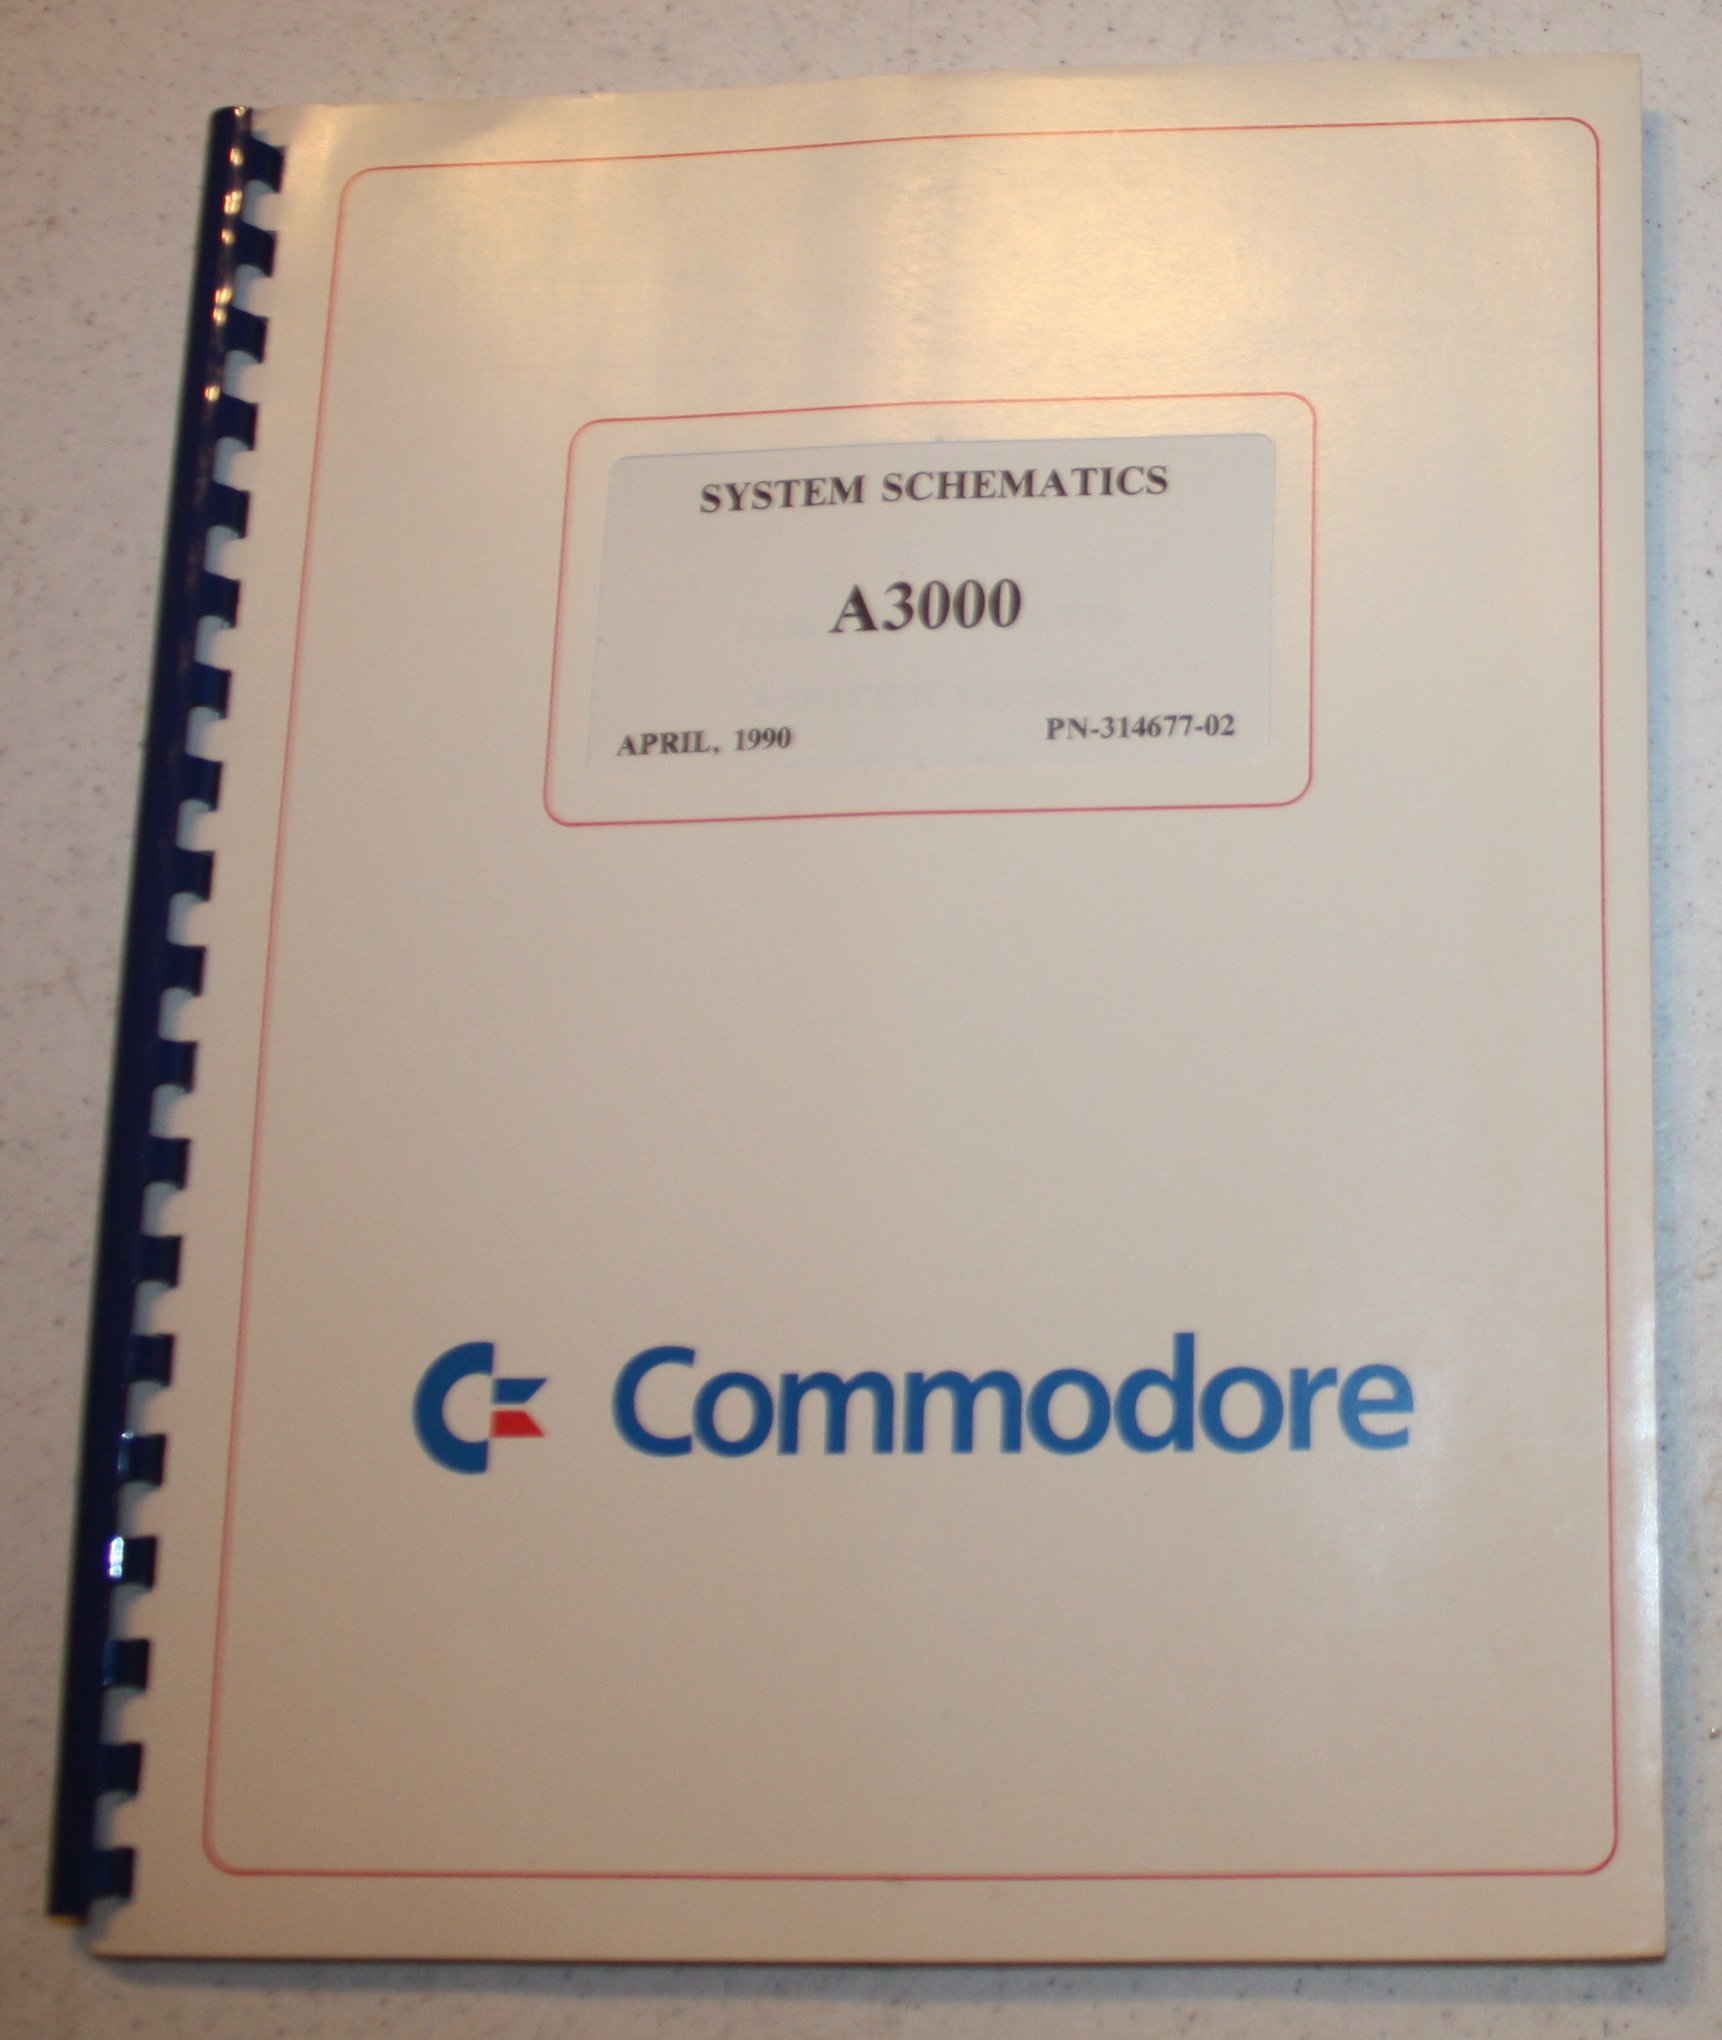 SYSTEM SCHEMATICS
A3000
APRIL, 1990 PN-314677-02
Commodore